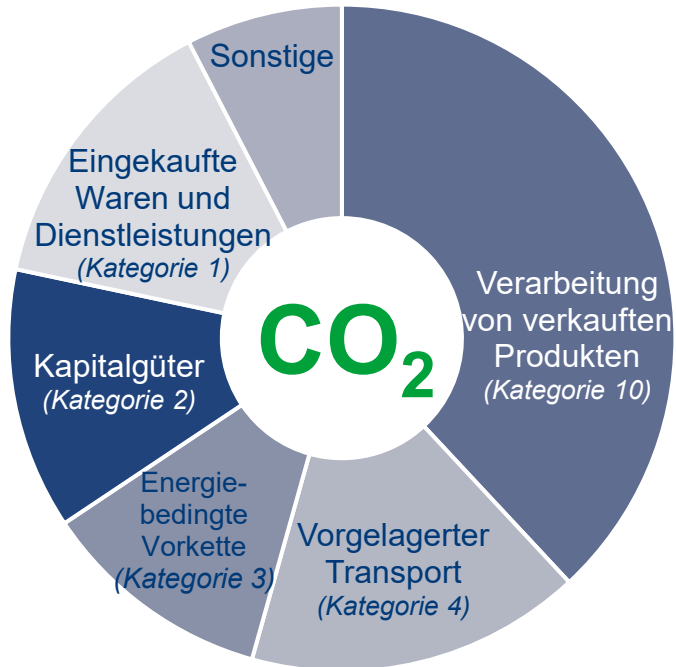 Sonstige
Eingekaufte
Waren und
Dienstleistungen
(Kategorie 1)
Verarbeitung
von verkauften
Produkten
(Kategorie 10)
CO₂
Kapitalgüter
(Kategorie 2)
Energie-
bedingte
Vorkette
(Kategorie 3)
Vorgelagerter
Transport
(Kategorie 4)